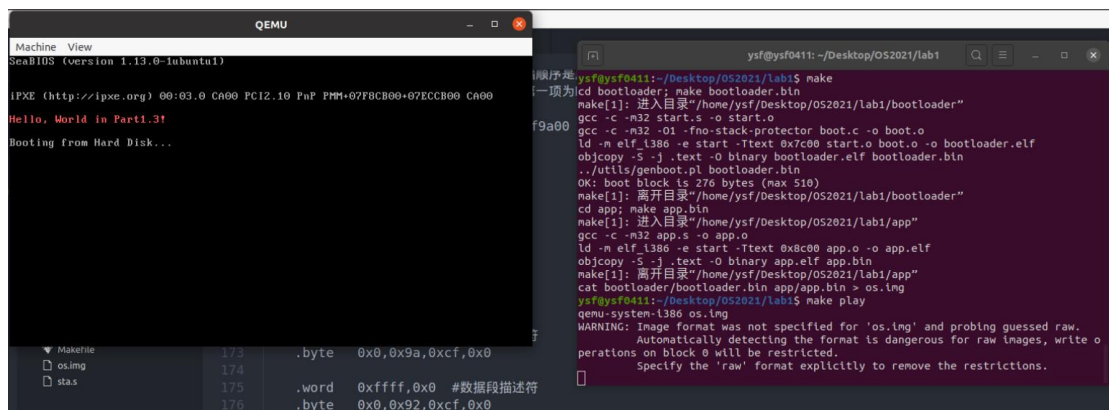 QEMU
Machine View
SeaBIOS (version 1.13.0-1ubuntu1)
iPXE (http://ipxe.org) 00:03.0 CA00 PCI2.10 PnP PMM+07F8CB00+07ECCB00 CA00
Hello, World in Part1.3!
Booting from Hard Disk...
顺序是
一项为
f9a00
Makefile
os.img
sta.s
173 .byte 0x0,0x9a,0xcf,0x0
174
175 .word 0xffff,0x0 #数据段描述符
176 .byte 0x0,0x92,0xcf,0x0
ysf@ysf0411: ~/Desktop/OS2021/lab1
ysf@ysf0411:~/Desktop/OS2021/lab1$ make
cd bootloader; make bootloader.bin
make[1]: 进入目录“/home/ysf/Desktop/OS2021/lab1/bootloader”
gcc -c -m32 start.s -o start.o
gcc -c -m32 -O1 -fno-stack-protector boot.c -o boot.o
ld -m elf_i386 -e start -Ttext 0x7c00 start.o boot.o -o bootloader.elf
objcopy -S -j .text -O binary bootloader.elf bootloader.bin
../utils/genboot.pl bootloader.bin
OK: boot block is 276 bytes (max 510)
make[1]: 离开目录“/home/ysf/Desktop/OS2021/lab1/bootloader”
cd app; make app.bin
make[1]: 进入目录“/home/ysf/Desktop/OS2021/lab1/app”
gcc -c -m32 app.s -o app.o
ld -m elf_i386 -e start -Ttext 0x8c00 app.o -o app.elf
objcopy -S -j .text -O binary app.elf app.bin
make[1]: 离开目录“/home/ysf/Desktop/OS2021/lab1/app”
cat bootloader/bootloader.bin app/app.bin > os.img
ysf@ysf0411:~/Desktop/OS2021/lab1$ make play
qemu-system-i386 os.img
WARNING: Image format was not specified for 'os.img' and probing guessed raw.
Automatically detecting the format is dangerous for raw images, write o
perations on block 0 will be restricted.
Specify the 'raw' format explicitly to remove the restrictions.